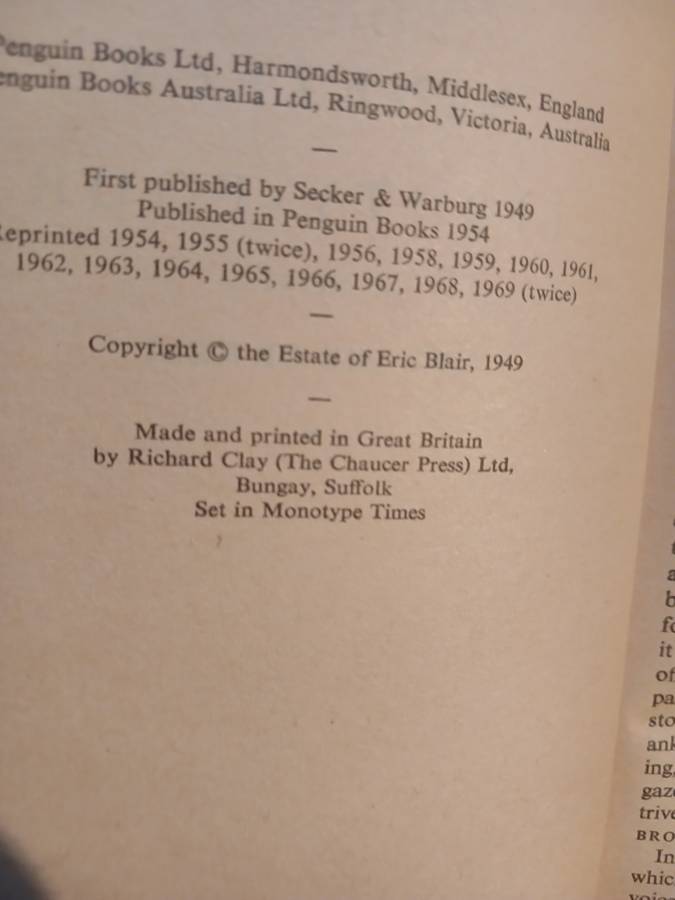 Penguin Books Ltd, Harmondsworth, Middlesex, England
Penguin Books Australia Ltd, Ringwood, Victoria, Australia
—
First published by Secker & Warburg 1949
Published in Penguin Books 1954
Reprinted 1954, 1955 (twice), 1956, 1958, 1959, 1960, 1961,
1962, 1963, 1964, 1965, 1966, 1967, 1968, 1969 (twice)
—
Copyright © the Estate of Eric Blair, 1949
—
Made and printed in Great Britain
by Richard Clay (The Chaucer Press) Ltd,
Bungay, Suffolk
Set in Monotype Times
it
of
In